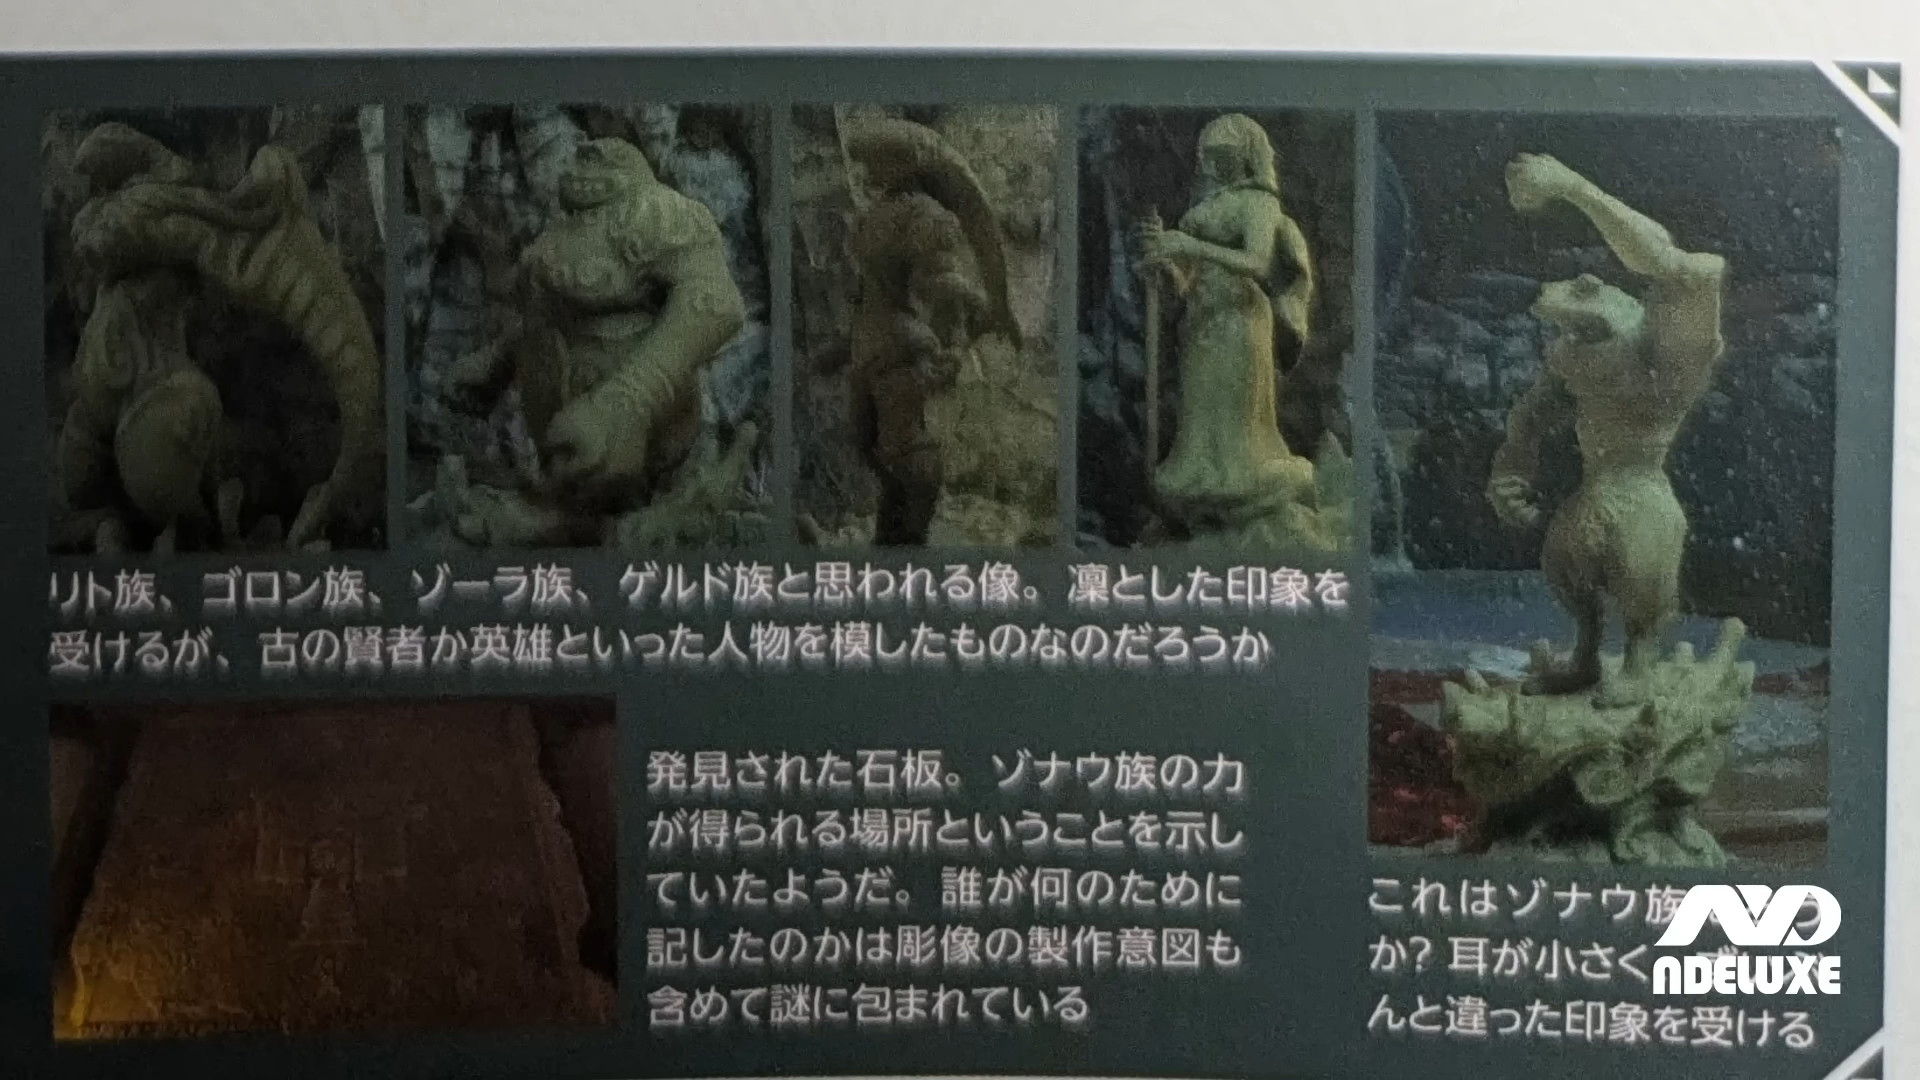 リト族、ゴロン族、ゾーラ族、ゲルド族と思われる像。凜とした印象を
受けるが、古の賢者か英雄といった人物を模したものなのだろうか
発見された石板。ゾナウ族の力
が得られる場所ということを示し
ていたようだ。誰が何のために
記したのかは彫像の製作意図も
含めて謎に包まれている
これはゾナウ族
か？耳が小さく
んと違った印象を受ける
NDELUXE